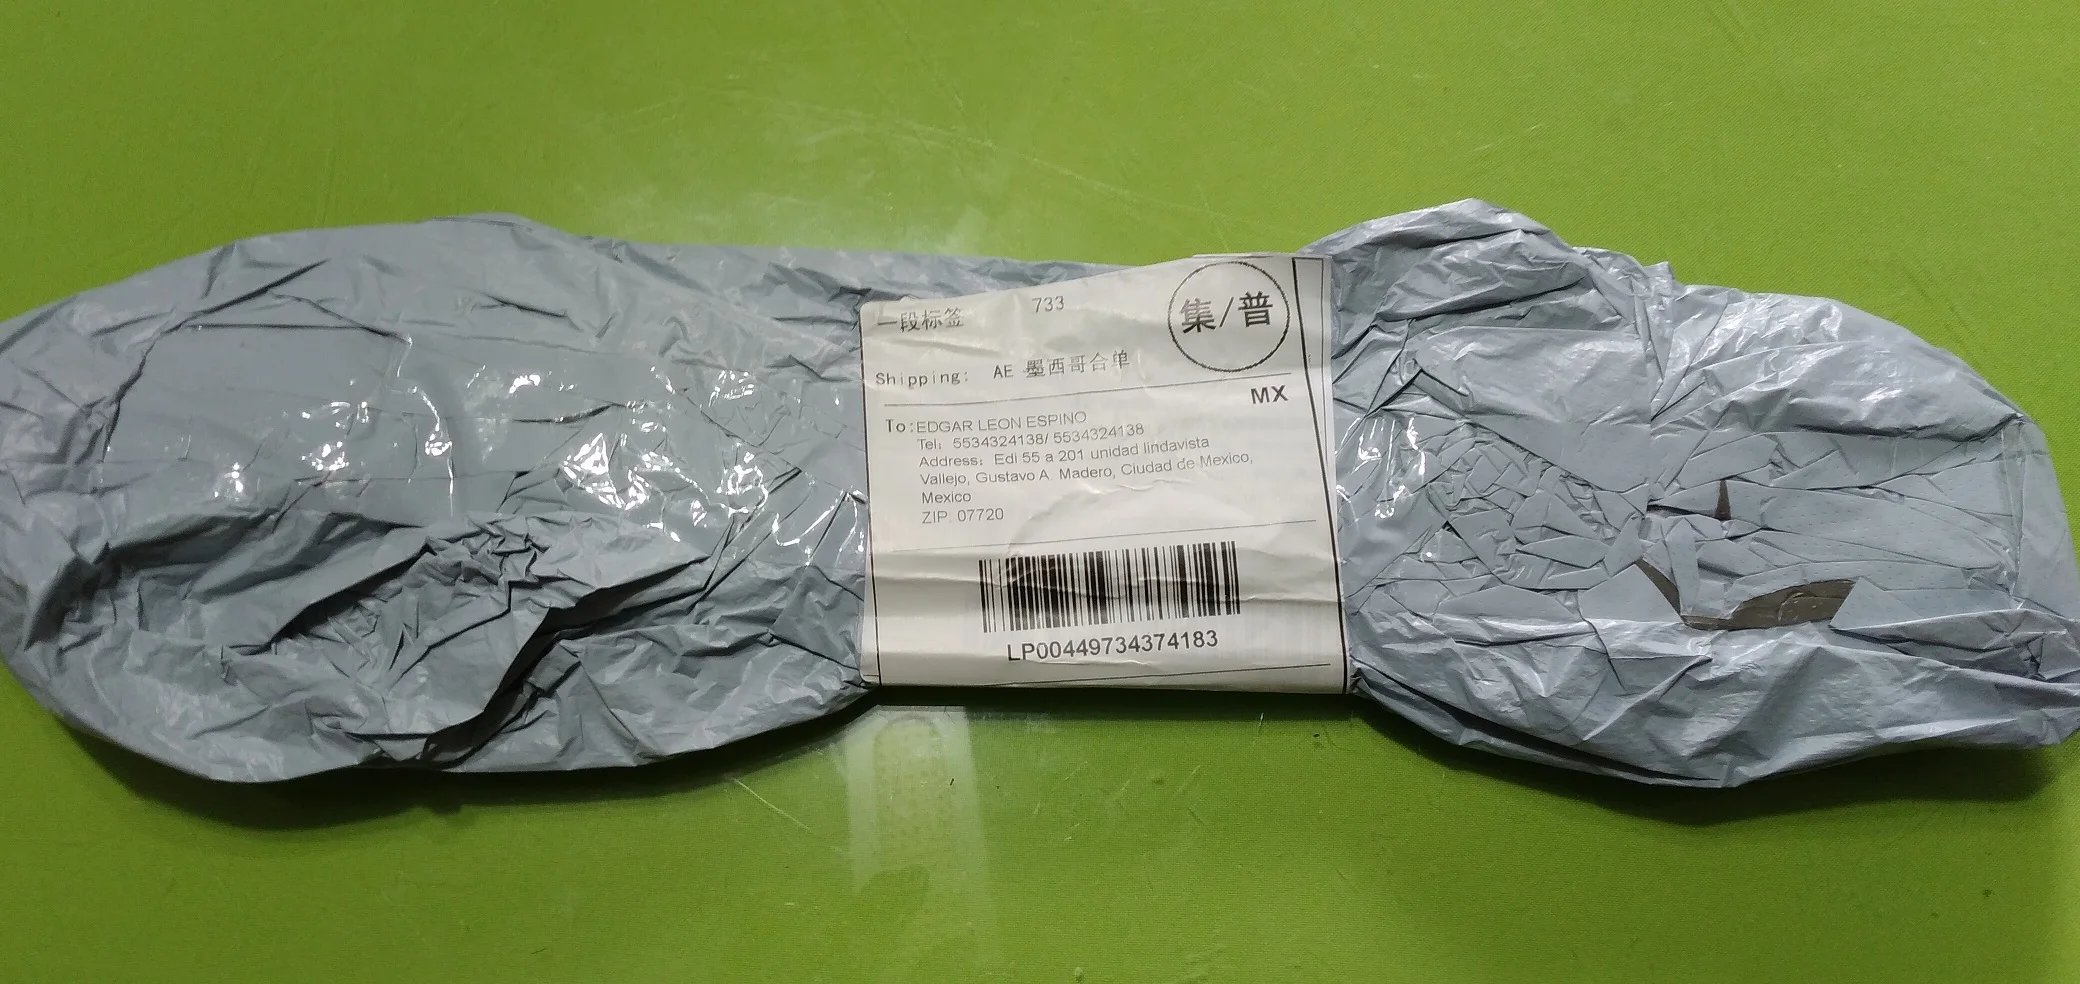 一段标签 733
集/普
Shipping: AE 墨西哥合单
MX
To:EDGAR LEON ESPINO
Tel: 5534324138/ 5534324138
Address: Edi 55 a 201 unidad lindavista
Vallejo, Gustavo A. Madero, Ciudad de Mexico,
Mexico
ZIP: 07720
LP00449734374183